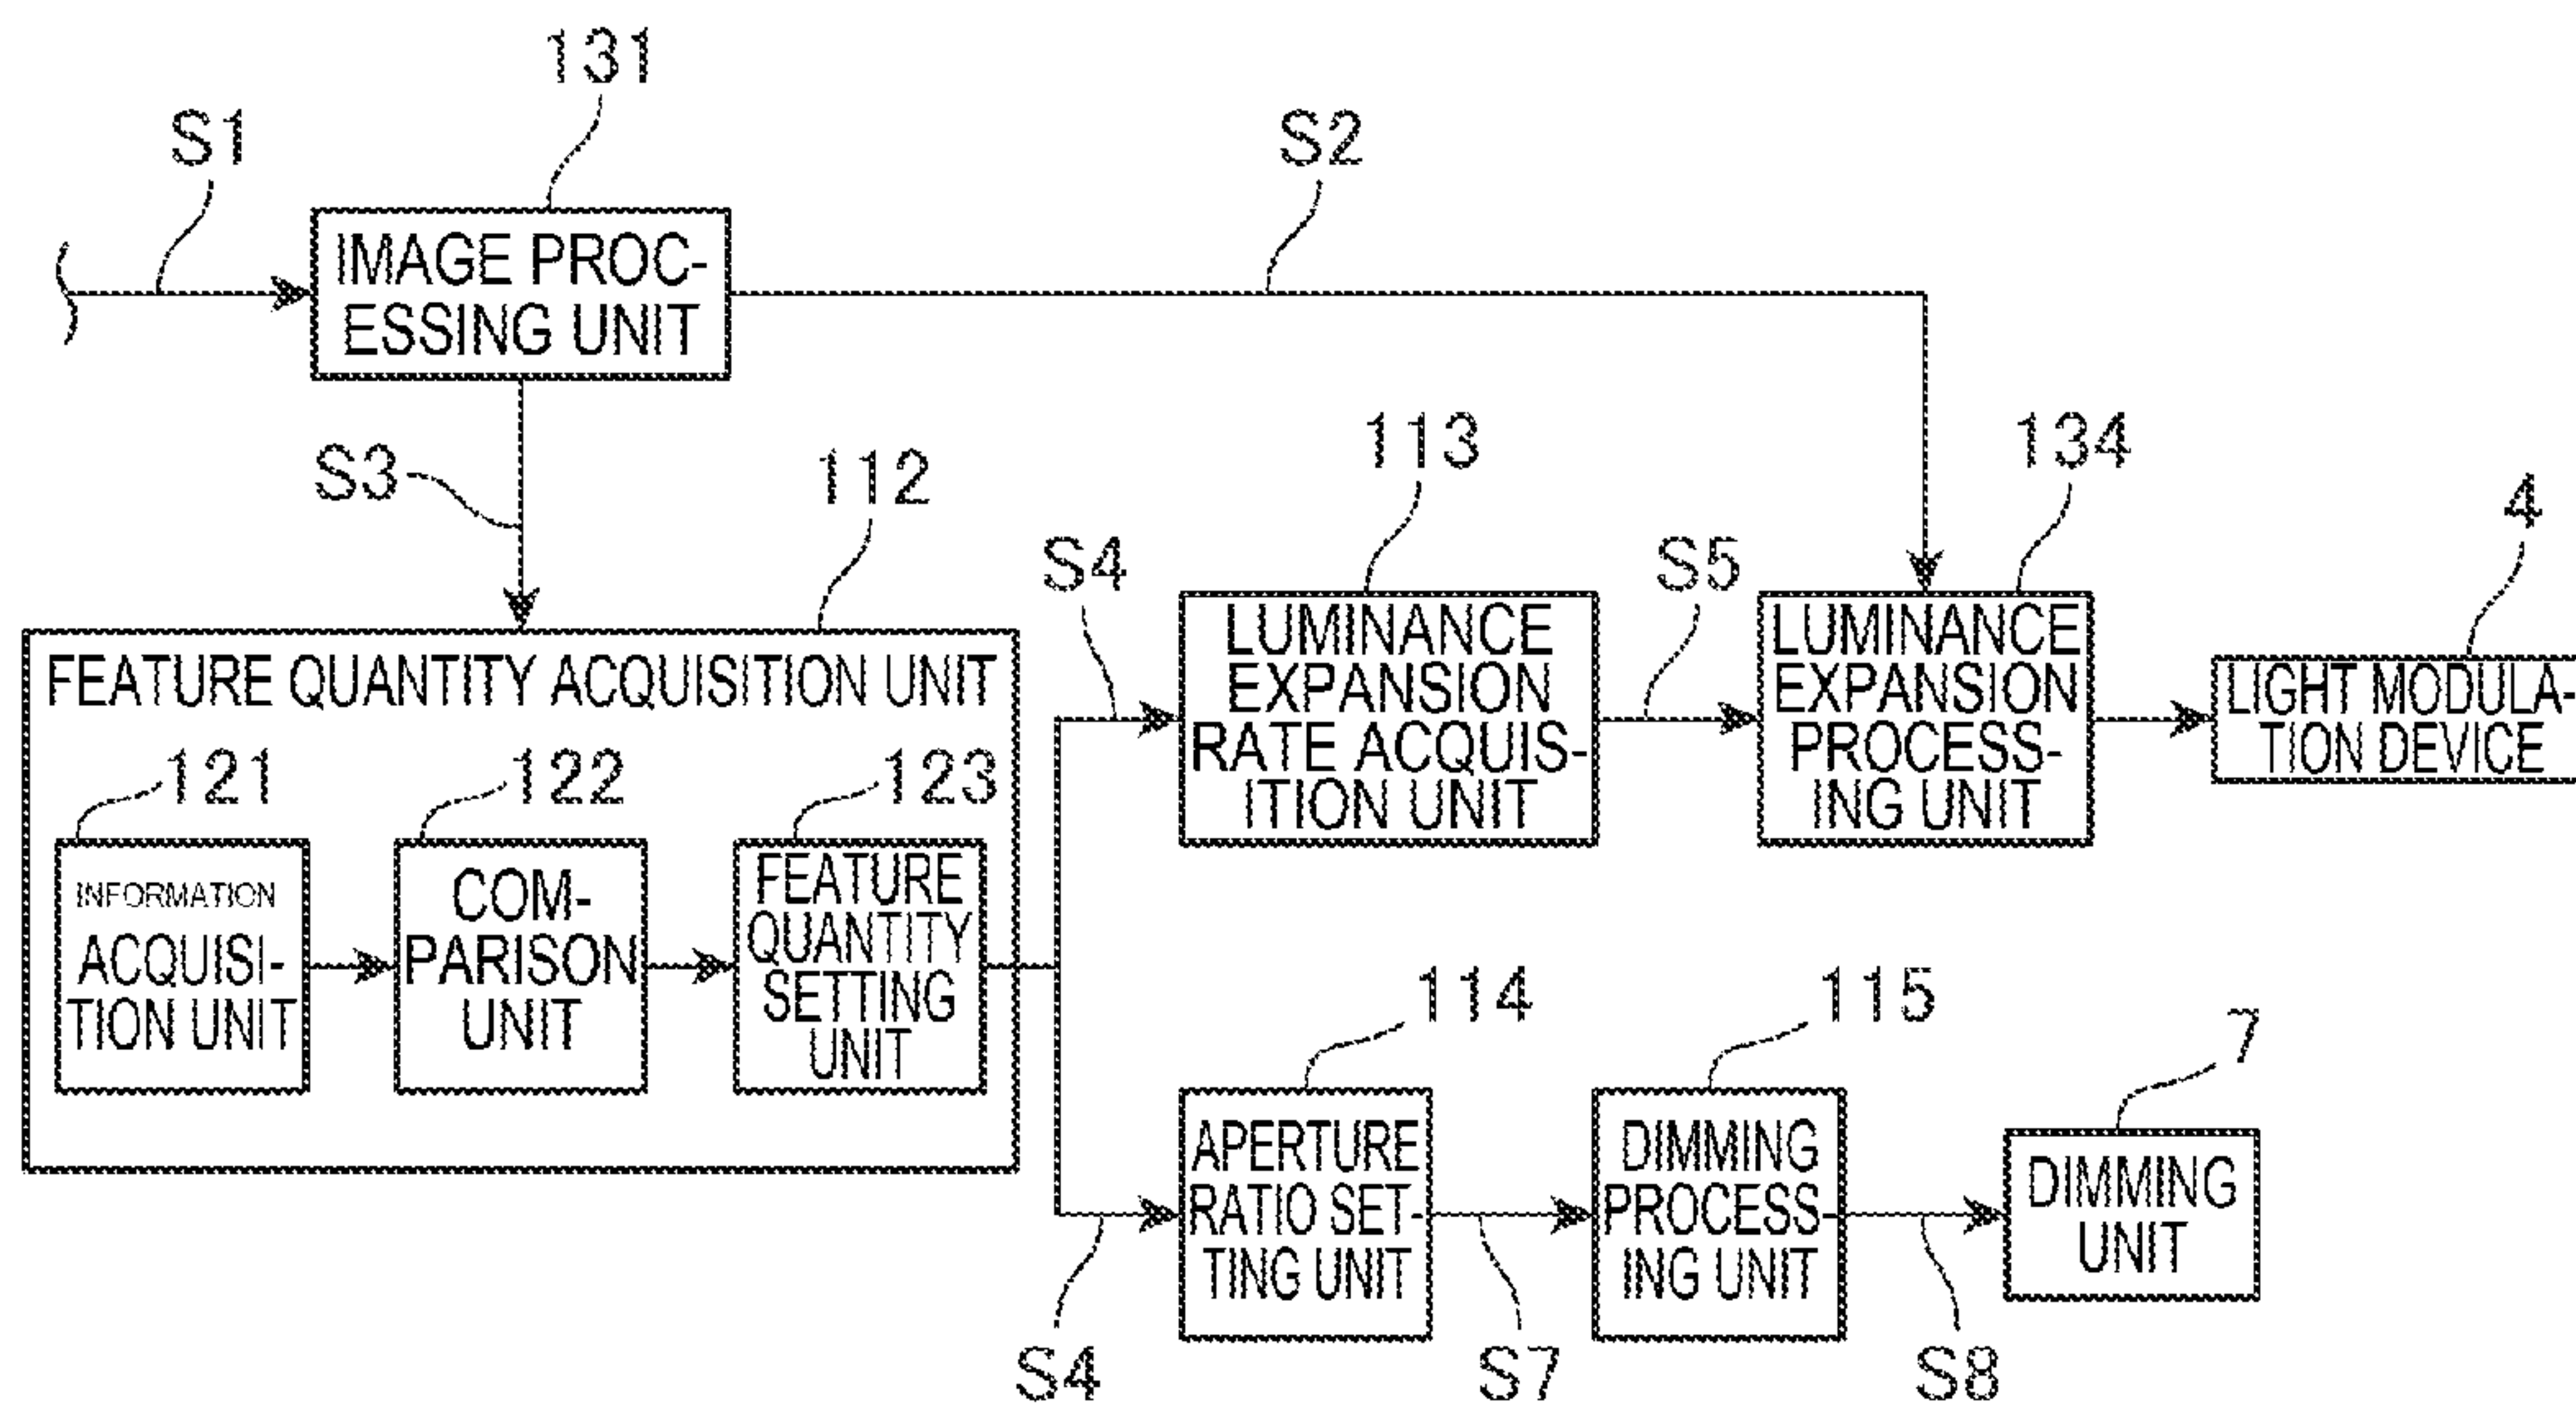 131
S1
S2
IMAGE PROC-
ESSING UNIT
S3
112
113
134
4
S4
S5
FEATURE QUANTITY ACQUISITION UNIT
LUMINANCE
EXPANSION
RATE ACQUIS-
ITION UNIT
LUMINANCE
EXPANSION
PROCESS-
ING UNIT
LIGHT MODULA-
TION DEVICE
121
122
123
INFORMATION
ACQUISI-
TION UNIT
COM-
PARISON
UNIT
FEATURE
QUANTITY
SETTING
UNIT
114
115
7
APERTURE
RATIO SET-
TING UNIT
DIMMING
PROCESS-
ING UNIT
DIMMING
UNIT
S4
S7
S8